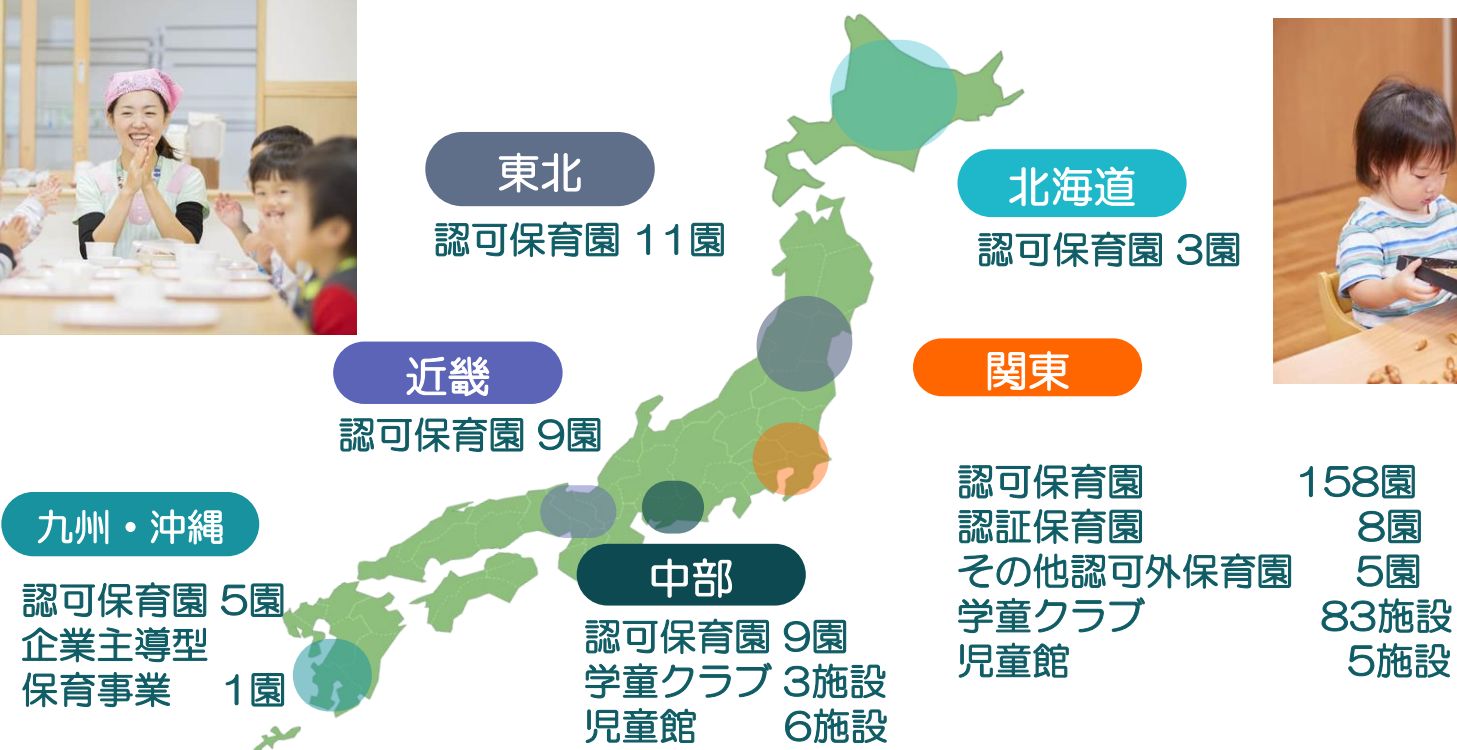 東北
認可保育園 11園
北海道
認可保育園 3園
近畿
認可保育園 9園
関東
認可保育園 158園
認証保育園 8園
その他認可外保育園 5園
学童クラブ 83施設
児童館 5施設
九州・沖縄
認可保育園 5園
企業主導型
保育事業 1園
中部
認可保育園 9園
学童クラブ 3施設
児童館 6施設